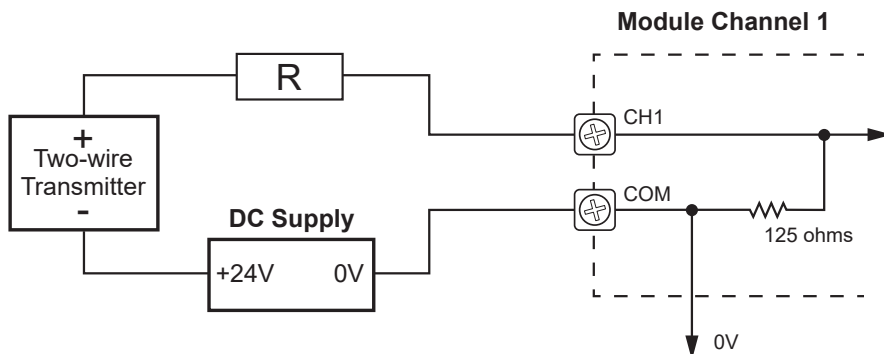 Module Channel 1
R
CH1
+
Two-wire
Transmitter
-
COM
DC Supply
125 ohms
+24V 0V
0V